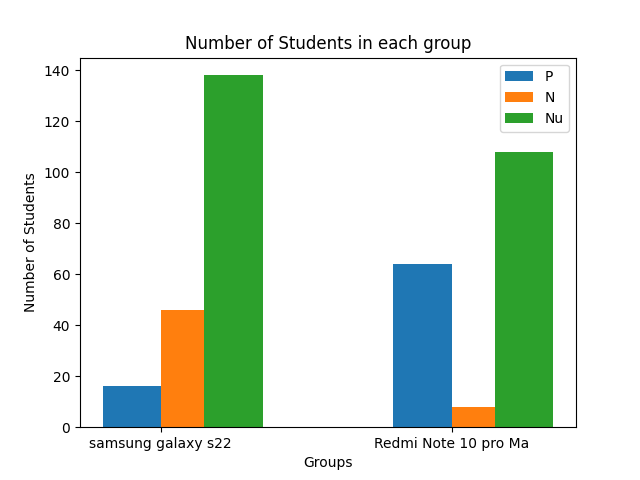 Number of Students in each group
P
N
Nu
140
120
100
80
60
40
20
0
Number of Students
samsung galaxy s22
Redmi Note 10 pro Ma
Groups